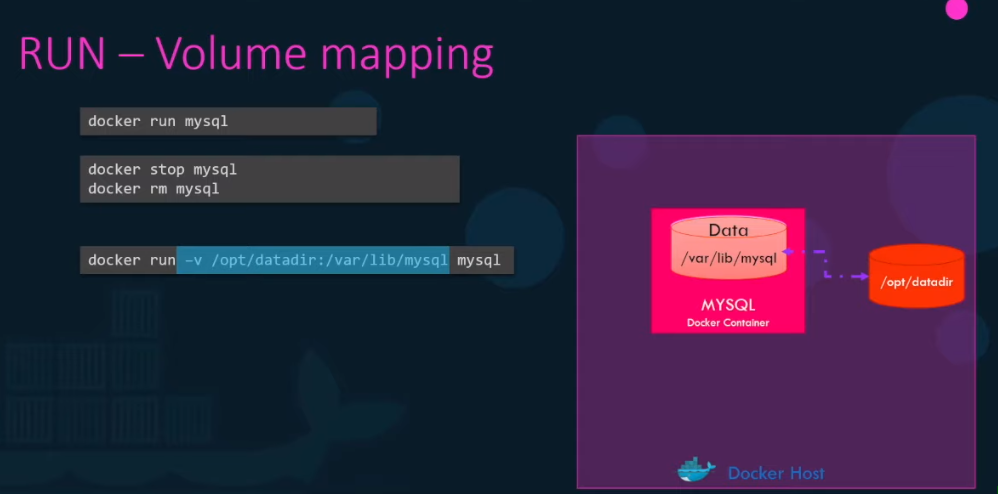 RUN – Volume mapping
docker run mysql
docker stop mysql
docker rm mysql
docker run -v /opt/datadir:/var/lib/mysql mysql
Data
/var/lib/mysql
/opt/datadir
MYSQL
Docker Container
Docker Host